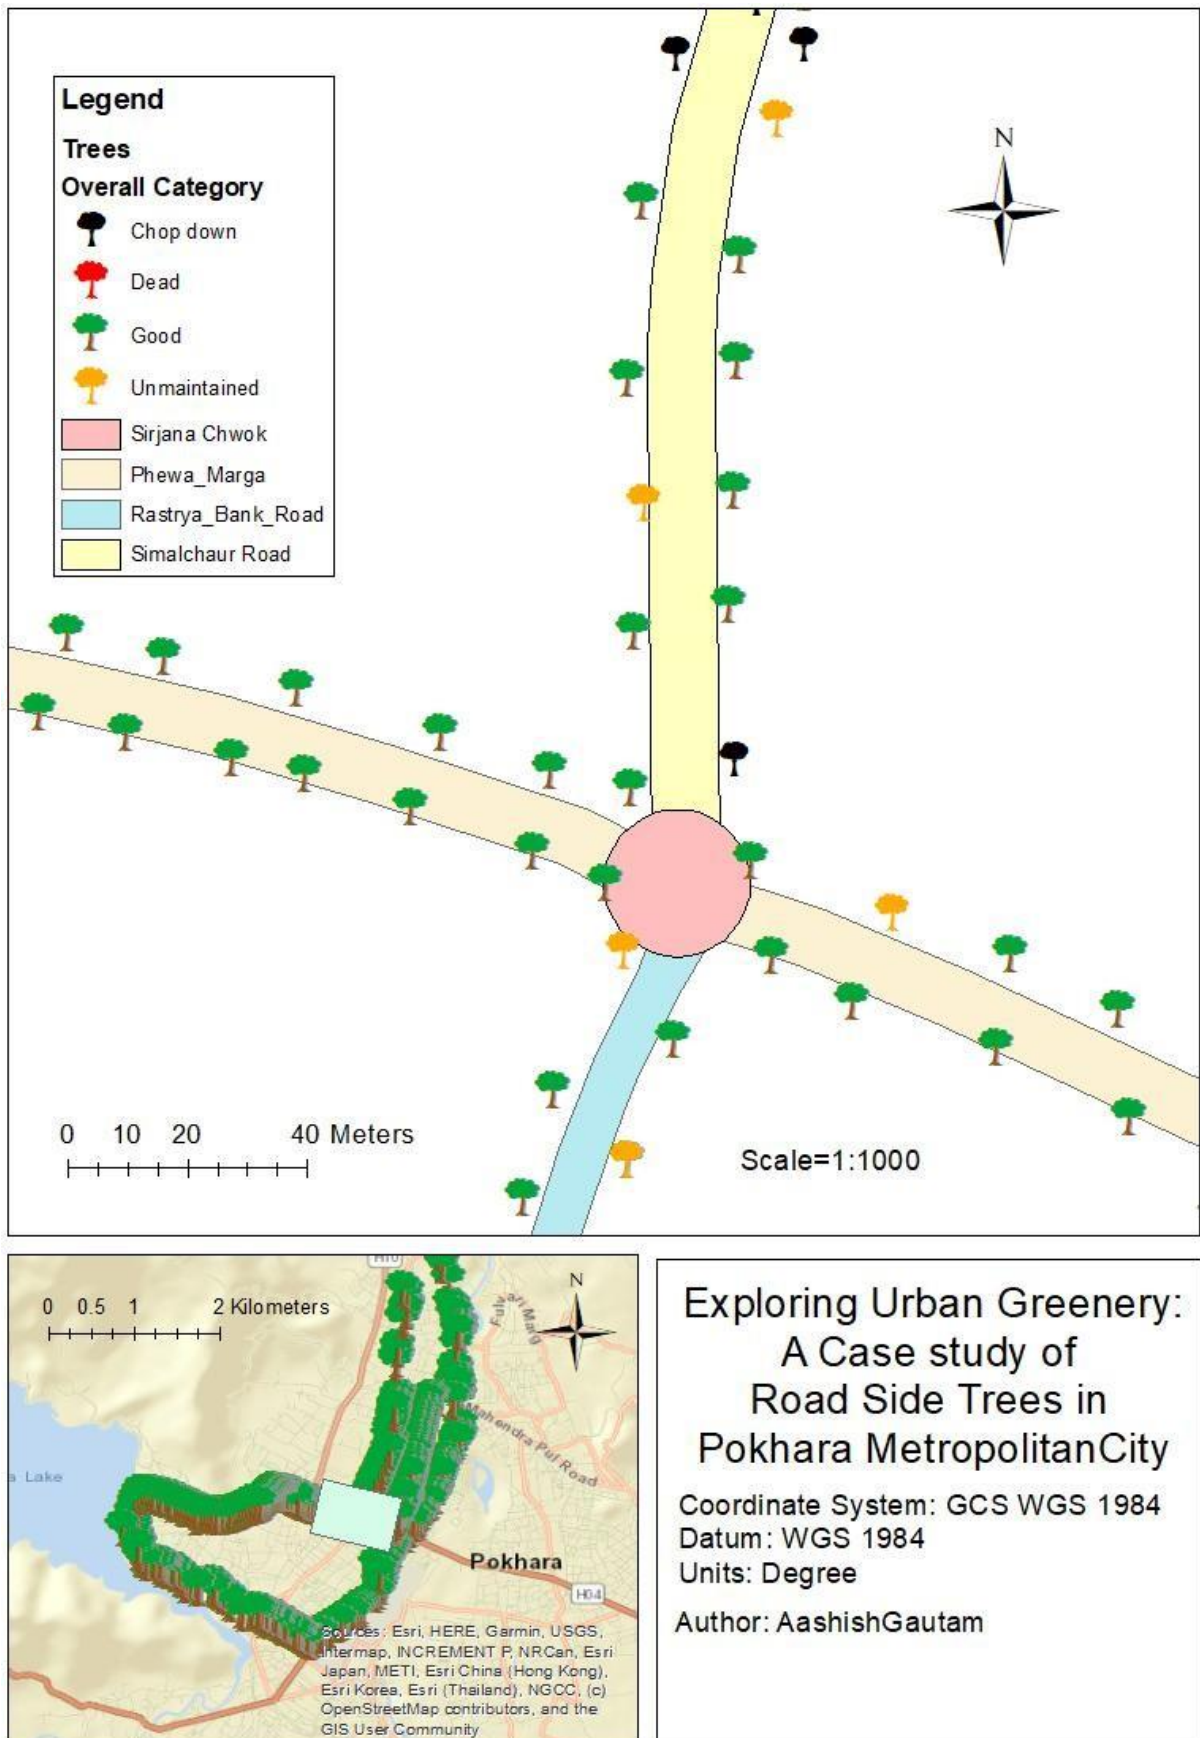 Legend
Trees
Overall Category
Chop down
Dead
Good
Unmaintained
Sirjana Chwok
Phewa_Marga
Rastrya_Bank_Road
Simalchaur Road
N
0 10 20 40 Meters
Scale=1:1000
0 0.5 1 2 Kilometers
N
H10
Mahendra Pul Road
a Lake
Pokhara
H04
Sources: Esri, HERE, Garmin, USGS,
Intermap, INCREMENT P, NRCan, Esri
Japan, METI, Esri China (Hong Kong),
Esri Korea, Esri (Thailand), NGCC, (c)
OpenStreetMap contributors, and the
GIS User Community
Exploring Urban Greenery:
A Case study of
Road Side Trees in
Pokhara MetropolitanCity
Coordinate System: GCS WGS 1984
Datum: WGS 1984
Units: Degree
Author: AashishGautam